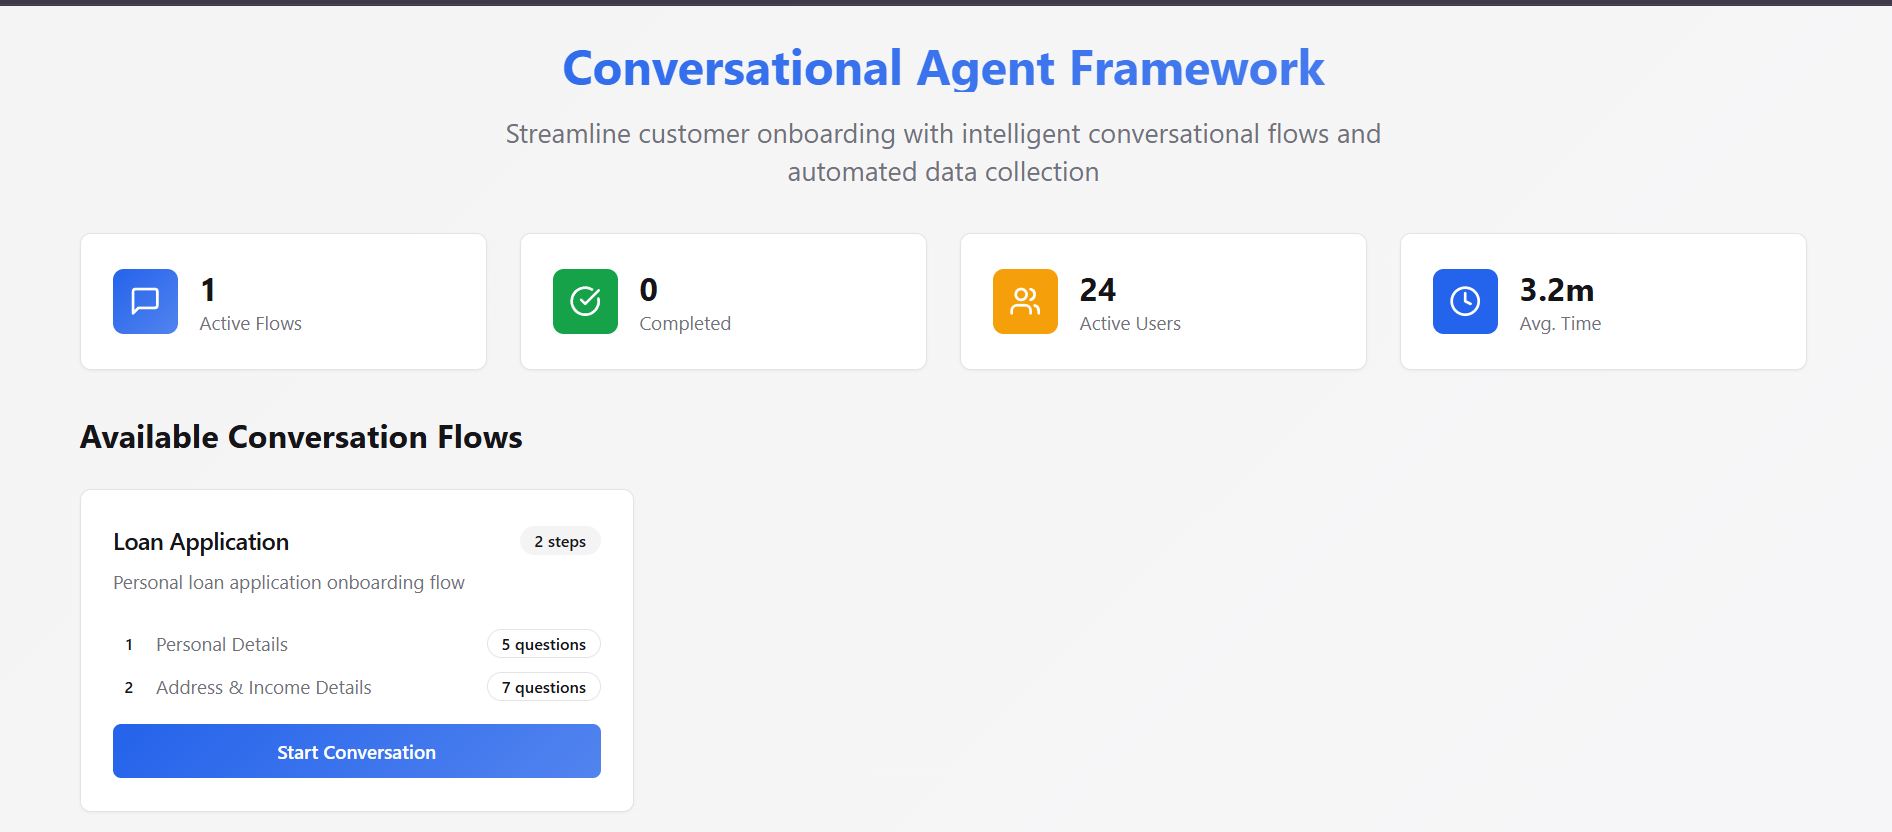 Conversational Agent Framework
Streamline customer onboarding with intelligent conversational flows and
automated data collection
1
Active Flows
0
Completed
24
Active Users
3.2m
Avg. Time
Available Conversation Flows
Loan Application
2 steps
Personal loan application onboarding flow
1 Personal Details 5 questions
2 Address & Income Details 7 questions
Start Conversation